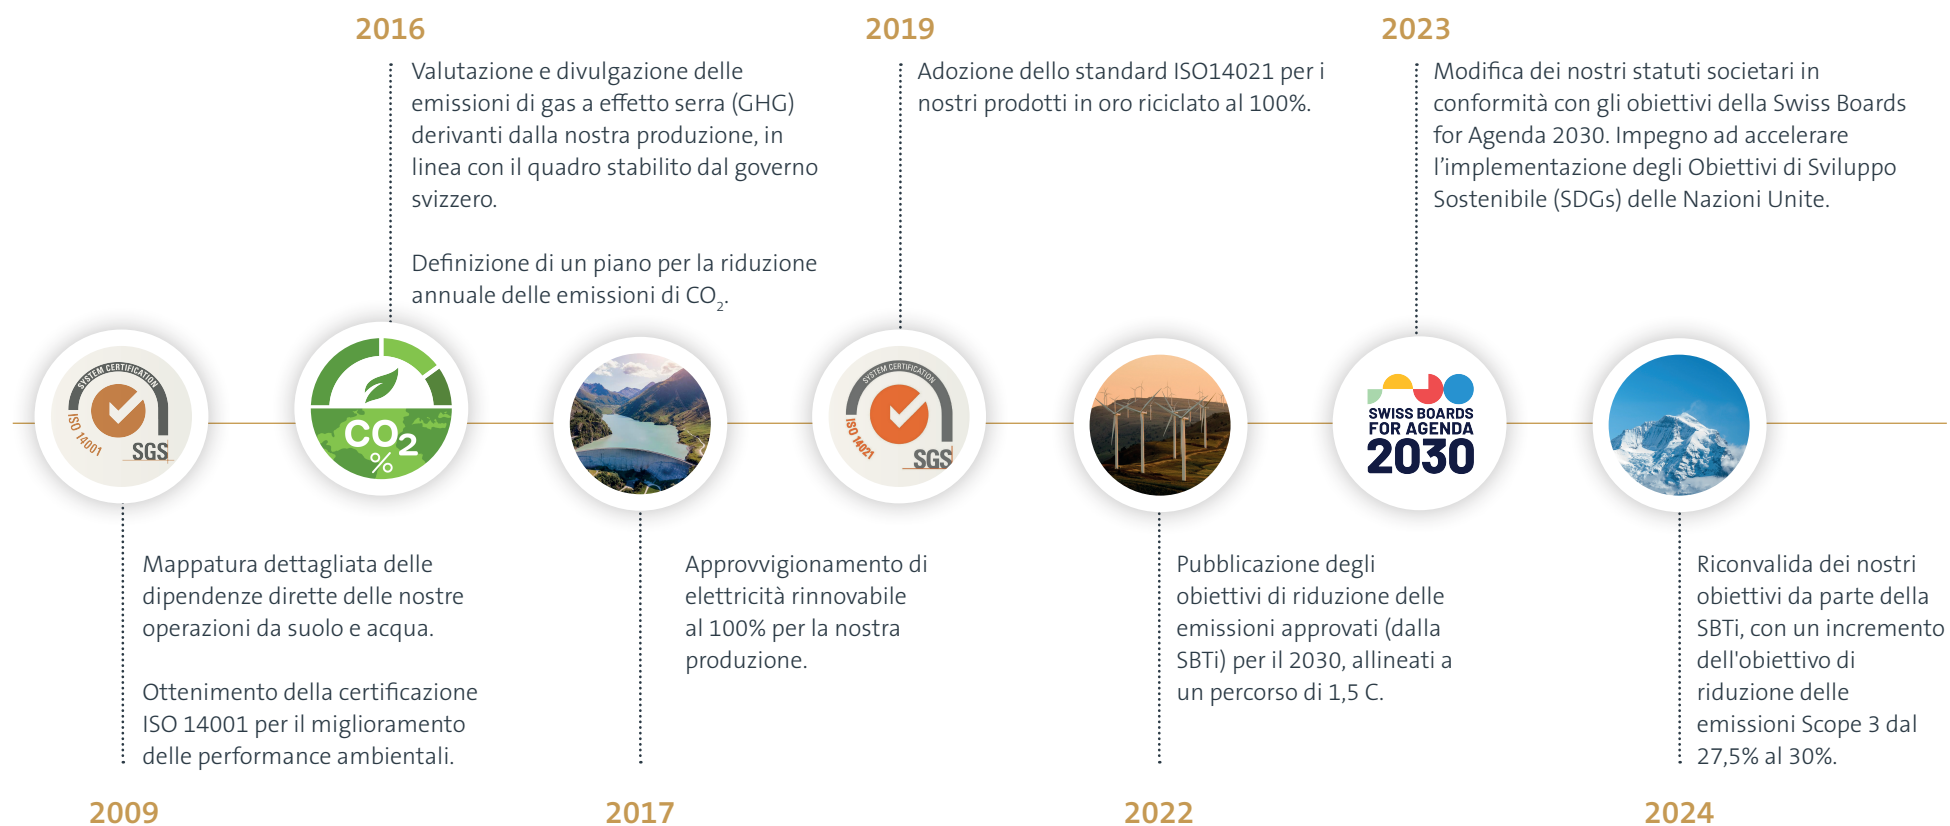 2016
Valutazione e divulgazione delle
emissioni di gas a effetto serra (GHG)
derivanti dalla nostra produzione, in
linea con il quadro stabilito dal governo
svizzero.
Definizione di un piano per la riduzione
annuale delle emissioni di CO₂.
2019
Adozione dello standard ISO14021 per i
nostri prodotti in oro riciclato al 100%.
2023
Modifica dei nostri statuti societari in
conformità con gli obiettivi della Swiss Boards
for Agenda 2030. Impegno ad accelerare
l’implementazione degli Obiettivi di Sviluppo
Sostenibile (SDGs) delle Nazioni Unite.
SYSTEM CERTIFICATION
ISO 14001
SGS
CO₂
%
SYSTEM CERTIFICATION
ISO 14021
SGS
SWISS BOARDS
FOR AGENDA
2030
Mappatura dettagliata delle
dipendenze dirette delle nostre
operazioni da suolo e acqua.
Ottenimento della certificazione
ISO 14001 per il miglioramento
delle performance ambientali.
2009
Approvvigionamento di
elettricità rinnovabile
al 100% per la nostra
produzione.
2017
Pubblicazione degli
obiettivi di riduzione delle
emissioni approvati (dalla
SBTi) per il 2030, allineati a
un percorso di 1,5 C.
2022
Riconvalida dei nostri
obiettivi da parte della
SBTi, con un incremento
dell'obiettivo di
riduzione delle
emissioni Scope 3 dal
27,5% al 30%.
2024